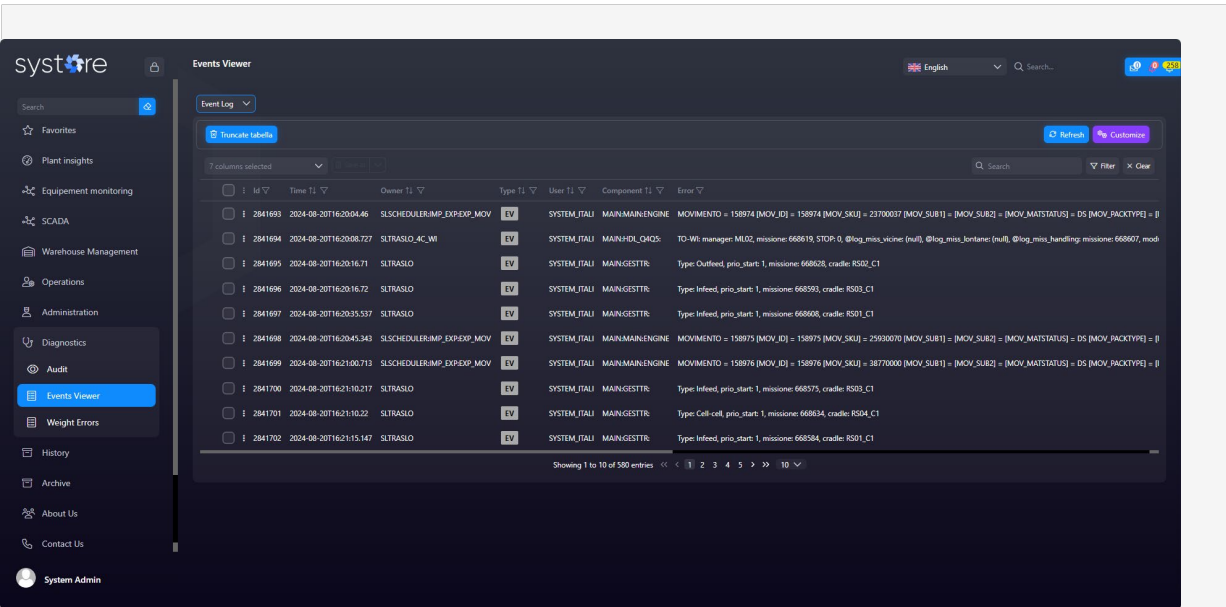 systore
Events Viewer
English
Search...
0
0
258
Search
Favorites
Plant insights
Equipement monitoring
SCADA
Warehouse Management
Operations
Administration
Diagnostics
Audit
Events Viewer
Weight Errors
History
Archive
About Us
Contact Us
System Admin
Event Log
Truncate tabella
Refresh
Customize
7 columns selected
Search
Filter
Clear
Id Time Owner Type User Component Error
2841693 2024-08-20T16:20:04.46 SLSCHEDULER:IMP_EXP:EXP_MOV EV SYSTEM_ITALI MAIN:MAIN:ENGINE MOVIMENTO = 158974 [MOV_ID] = 158974 [MOV_SKU] = 23700037 [MOV_SUB1] = [MOV_SUB2] = [MOV_MATSTATUS] = DS [MOV_PACKTYPE] =
2841694 2024-08-20T16:20:08.727 SLTRASLO_4C_WI EV SYSTEM_ITALI MAIN:HDL_Q4Q5: TO-WI: manager: ML02, missione: 668619, STOP: 0, @log_miss_vicine: (null), @log_miss_lontane: (null), @log_miss_handling: missione: 668607, modi
2841695 2024-08-20T16:20:16.71 SLTRASLO EV SYSTEM_ITALI MAIN:GESTTR: Type: Outfeed, prio_start: 1, missione: 668628, cradle: RS02_C1
2841696 2024-08-20T16:20:16.72 SLTRASLO EV SYSTEM_ITALI MAIN:GESTTR: Type: Infeed, prio_start: 1, missione: 668593, cradle: RS03_C1
2841697 2024-08-20T16:20:35.537 SLTRASLO EV SYSTEM_ITALI MAIN:GESTTR: Type: Infeed, prio_start: 1, missione: 668608, cradle: RS01_C1
2841698 2024-08-20T16:20:45.343 SLSCHEDULER:IMP_EXP:EXP_MOV EV SYSTEM_ITALI MAIN:MAIN:ENGINE MOVIMENTO = 158975 [MOV_ID] = 158975 [MOV_SKU] = 25930070 [MOV_SUB1] = [MOV_SUB2] = [MOV_MATSTATUS] = DS [MOV_PACKTYPE] =
2841699 2024-08-20T16:21:00.713 SLSCHEDULER:IMP_EXP:EXP_MOV EV SYSTEM_ITALI MAIN:MAIN:ENGINE MOVIMENTO = 158976 [MOV_ID] = 158976 [MOV_SKU] = 38770000 [MOV_SUB1] = [MOV_SUB2] = [MOV_MATSTATUS] = DS [MOV_PACKTYPE] =
2841700 2024-08-20T16:21:10.217 SLTRASLO EV SYSTEM_ITALI MAIN:GESTTR: Type: Infeed, prio_start: 1, missione: 668575, cradle: RS03_C1
2841701 2024-08-20T16:21:10.22 SLTRASLO EV SYSTEM_ITALI MAIN:GESTTR: Type: Cell-cell, prio_start: 1, missione: 668634, cradle: RS04_C1
2841702 2024-08-20T16:21:15.147 SLTRASLO EV SYSTEM_ITALI MAIN:GESTTR: Type: Infeed, prio_start: 1, missione: 668584, cradle: RS01_C1
Showing 1 to 10 of 580 entries 1 2 3 4 5 10